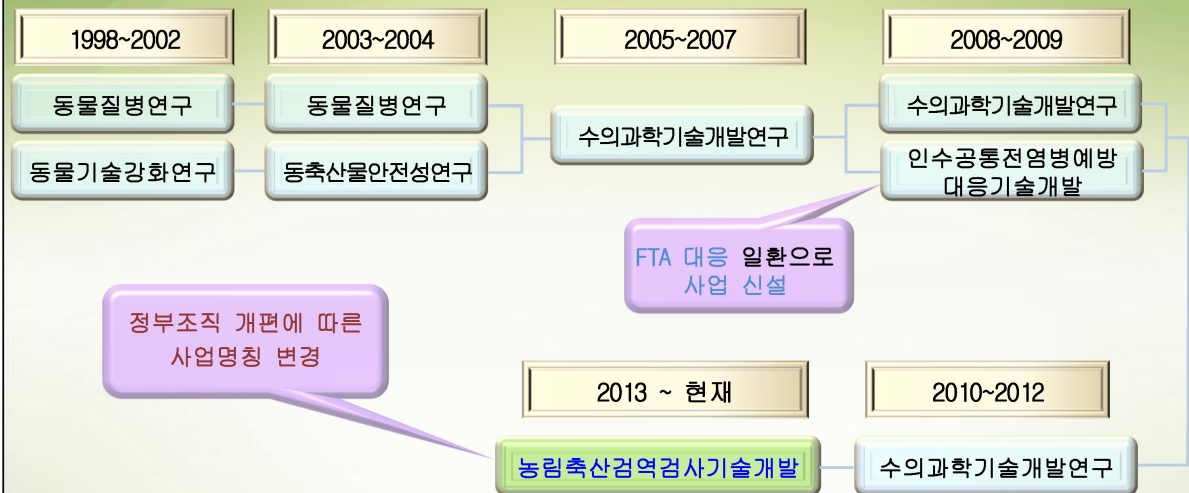 1998~2002
2003~2004
2005~2007
2008~2009
동물질병연구
동물질병연구
수의과학기술개발연구
수의과학기술개발연구
동물기술강화연구
동축산물안전성연구
인수공통전염병예방
대응기술개발
FTA 대응 일환으로
사업 신설
정부조직 개편에 따른
사업명칭 변경
2013 ~ 현재
2010~2012
농림축산검역검사기술개발
수의과학기술개발연구